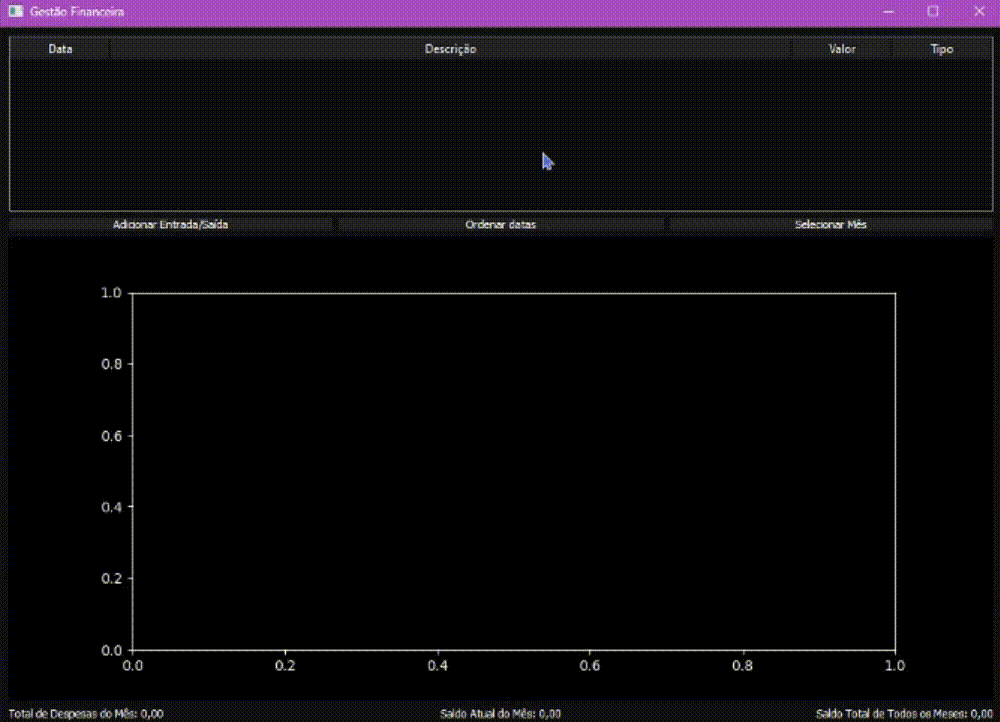 Gestão Financeira
Data Descrição Valor Tipo
Adicionar Entrada/Saída Ordenar datas Selecionar Mês
1.0
0.8
0.6
0.4
0.2
0.0
0.0 0.2 0.4 0.6 0.8 1.0
Total de Despesas do Mês: 0,00 Saldo Atual do Mês: 0,00 Saldo Total de Todos os Meses: 0,00